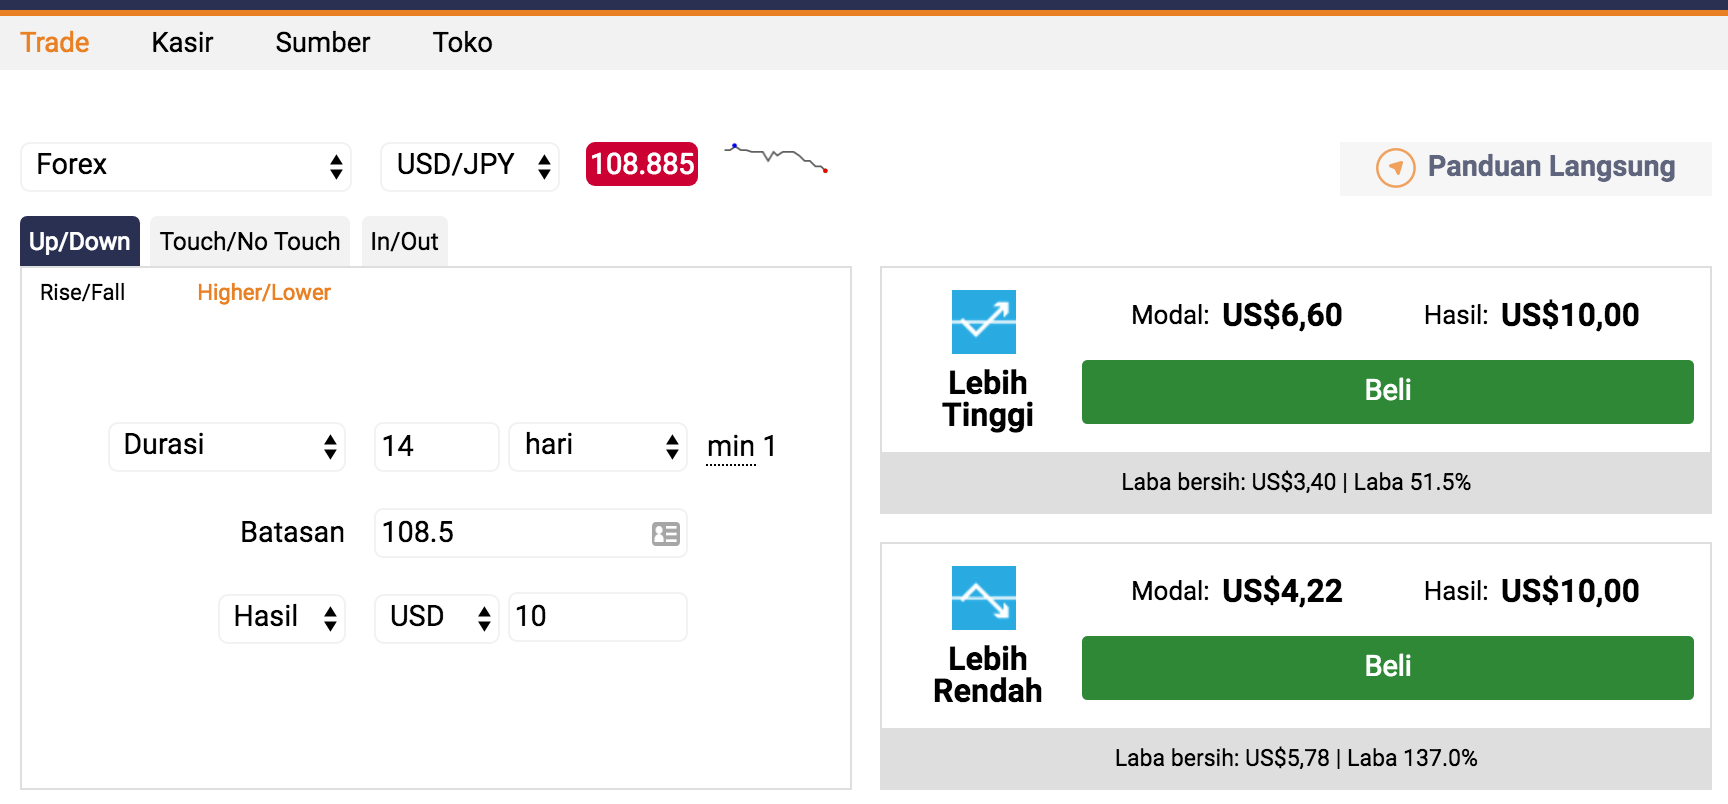 Trade Kasir Sumber Toko
Forex USD/JPY 108.885 Panduan Langsung
Up/Down Touch/No Touch In/Out
Rise/Fall Higher/Lower
Durasi 14 hari min 1
Batasan 108.5
Hasil USD 10
Modal: US$6,60 Hasil: US$10,00
Lebih
Tinggi
Beli
Laba bersih: US$3,40 | Laba 51.5%
Modal: US$4,22 Hasil: US$10,00
Lebih
Rendah
Beli
Laba bersih: US$5,78 | Laba 137.0%